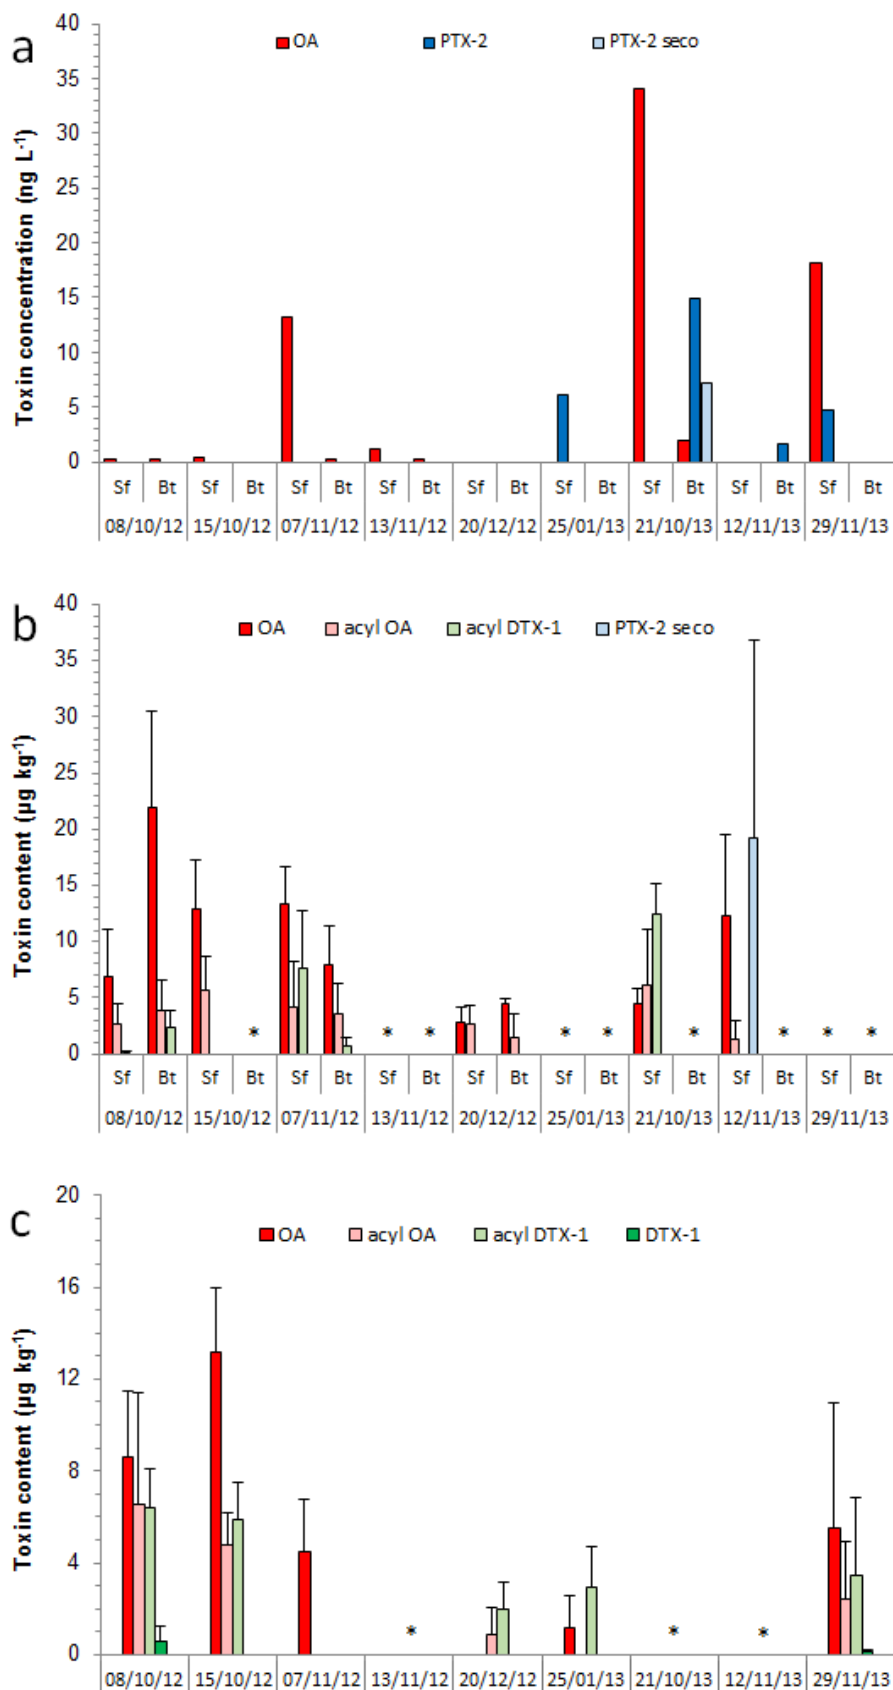 a
OA PTX-2 PTX-2 seco
Toxin concentration (ng L⁻¹)
40
35
30
25
20
15
10
5
0
Sf Bt Sf Bt Sf Bt Sf Bt Sf Bt Sf Bt Sf Bt Sf Bt Sf Bt
08/10/12 15/10/12 07/11/12 13/11/12 20/12/12 25/01/13 21/10/13 12/11/13 29/11/13
b
OA acyl OA acyl DTX-1 PTX-2 seco
Toxin content (µg kg⁻¹)
40
35
30
25
20
15
10
5
0
* * * * * * * * *
Sf Bt Sf Bt Sf Bt Sf Bt Sf Bt Sf Bt Sf Bt Sf Bt Sf Bt
08/10/12 15/10/12 07/11/12 13/11/12 20/12/12 25/01/13 21/10/13 12/11/13 29/11/13
c
OA acyl OA acyl DTX-1 DTX-1
Toxin content (µg kg⁻¹)
20
16
12
8
4
0
* * *
08/10/12 15/10/12 07/11/12 13/11/12 20/12/12 25/01/13 21/10/13 12/11/13 29/11/13